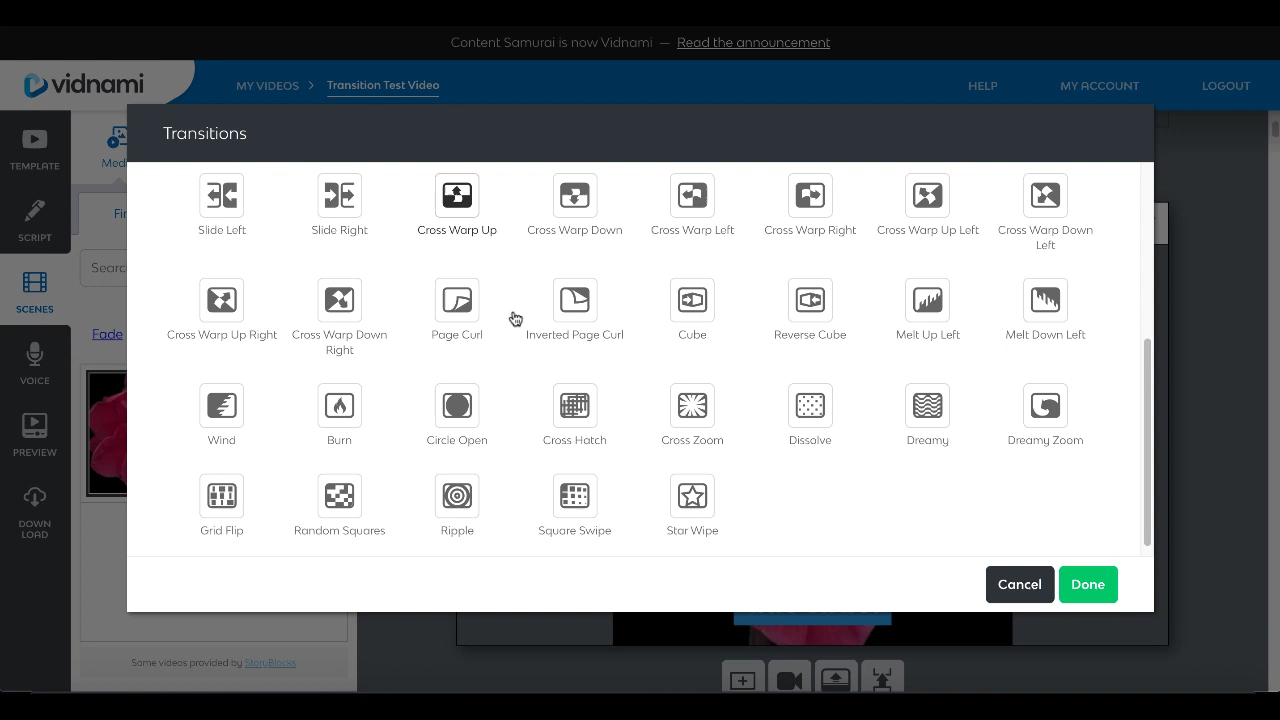 Content Samurai is now Vidnami — Read the announcement
vidnami
MY VIDEOS > Transition Test Video
HELP
MY ACCOUNT
LOGOUT
TEMPLATE
SCRIPT
SCENES
VOICE
PREVIEW
DOWN
LOAD
Med
Fin
Searc
Fade
Transitions
Slide Left
Slide Right
Cross Warp Up
Cross Warp Down
Cross Warp Left
Cross Warp Right
Cross Warp Up Left
Cross Warp Down
Left
Cross Warp Up Right
Cross Warp Down
Right
Page Curl
Inverted Page Curl
Cube
Reverse Cube
Melt Up Left
Melt Down Left
Wind
Burn
Circle Open
Cross Hatch
Cross Zoom
Dissolve
Dreamy
Dreamy Zoom
Grid Flip
Random Squares
Ripple
Square Swipe
Star Wipe
Cancel
Done
Some videos provided by StoryBlocks